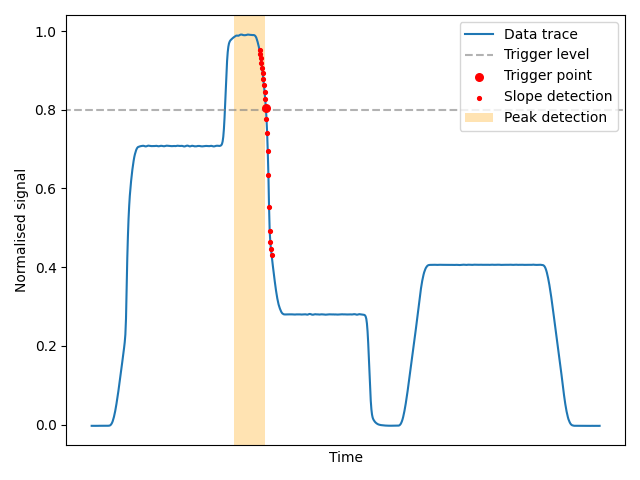 1.0
0.8
0.6
0.4
0.2
0.0
Normalised signal
Time
Data trace
Trigger level
Trigger point
Slope detection
Peak detection